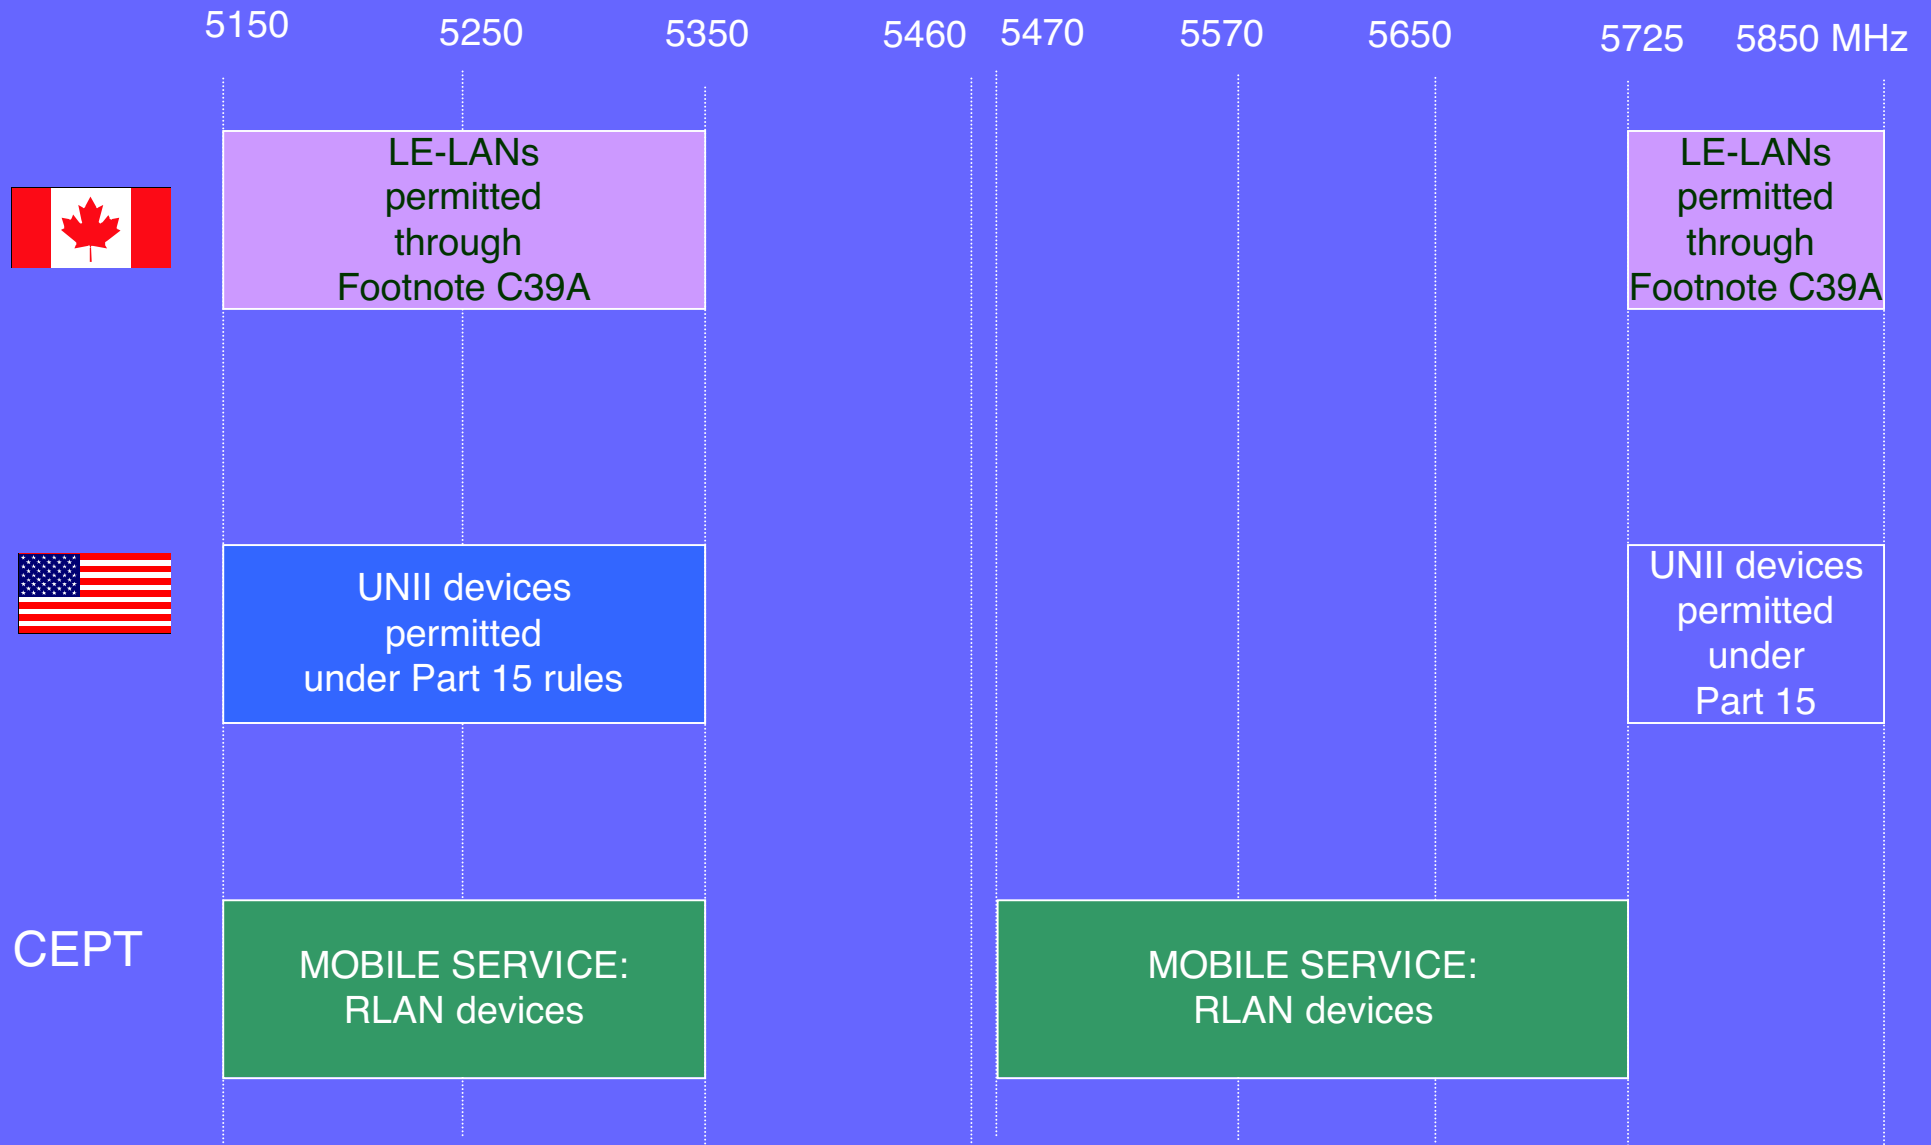 5150 5250 5350 5460 5470 5570 5650 5725 5850 MHz
LE-LANs
permitted
through
Footnote C39A
LE-LANs
permitted
through
Footnote C39A
UNII devices
permitted
under Part 15 rules
UNII devices
permitted
under
Part 15
CEPT
MOBILE SERVICE:
RLAN devices
MOBILE SERVICE:
RLAN devices